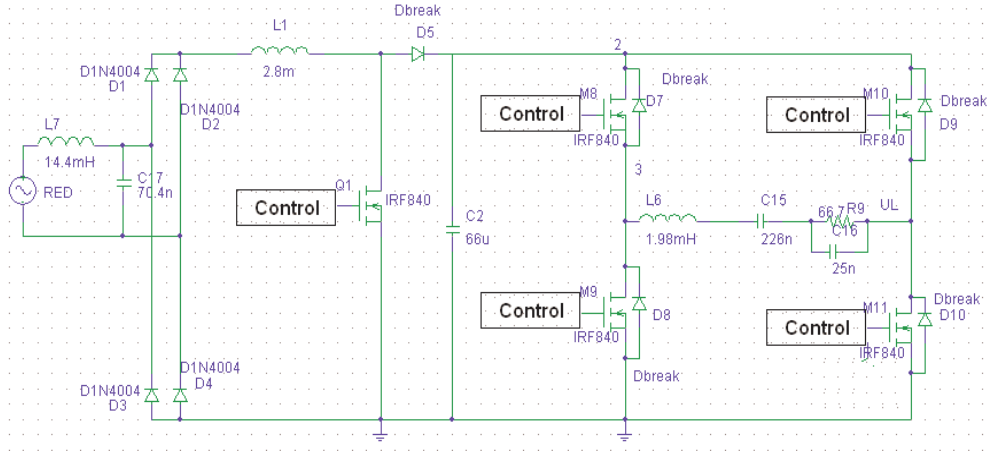 Dbreak
L1
D5
2
2.8m
D1N4004
D1
Dbreak
D1N4004
D2
M8
D7
Control
IRF840
M10
Dbreak
Control
D9
IRF840
L7
14.4mH
C17
70.4n
RED
3
Q1
IRF840
Control
C2
66u
L6
1.98mH
C15
226n
66.7
R9
UL
C16
25n
M9
Control
D8
IRF840
Dbreak
M11
Dbreak
D10
Control
IRF840
D1N4004
D4
D1N4004
D3